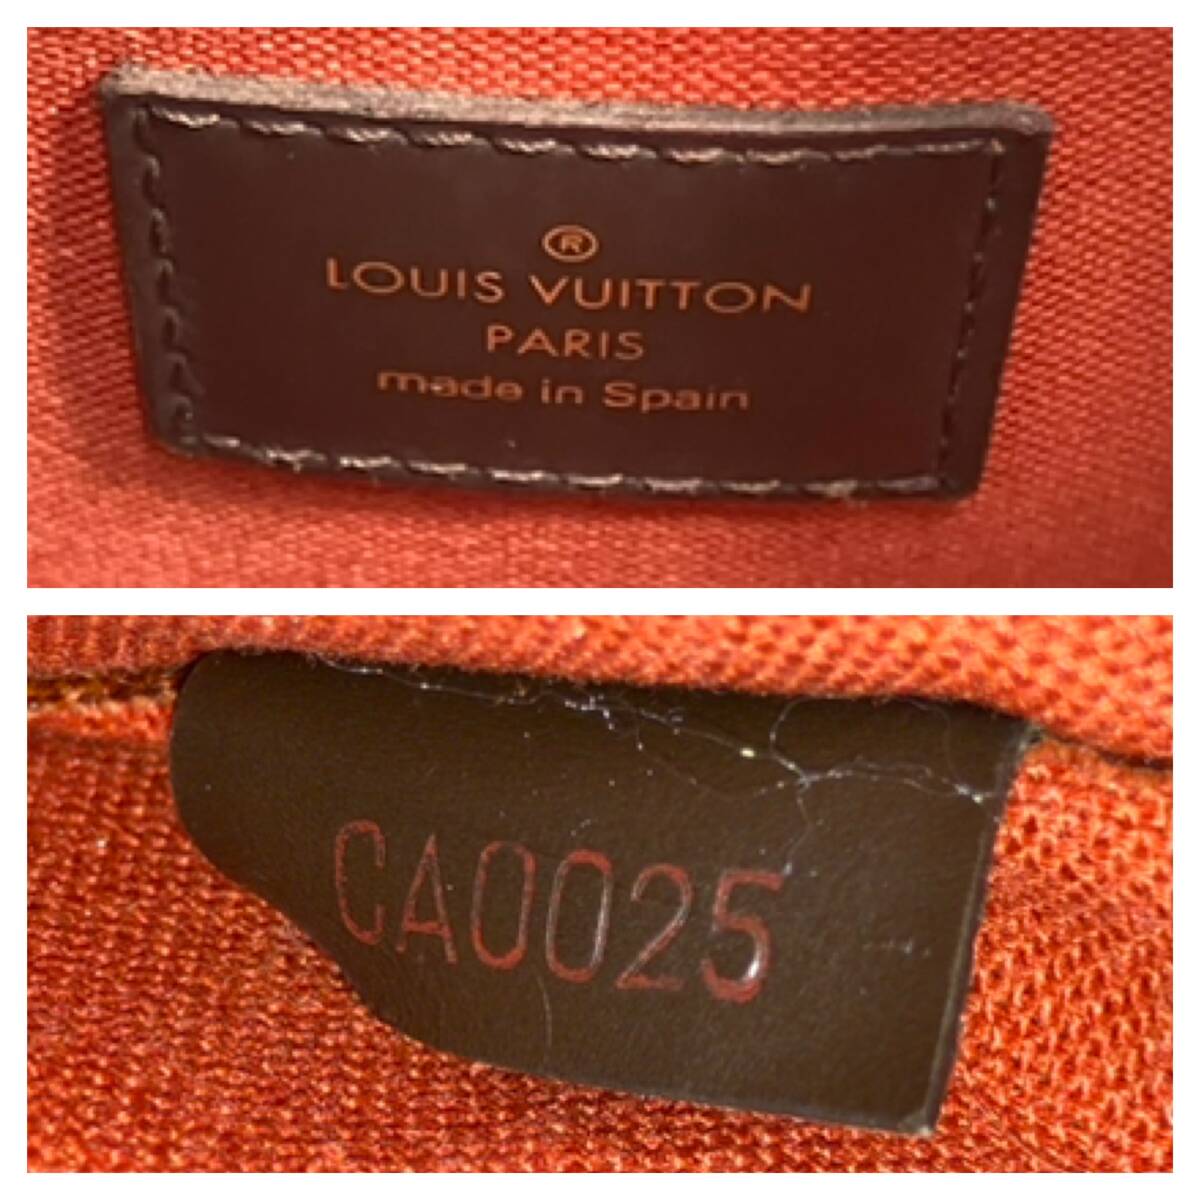 ®
LOUIS VUITTON
PARIS
made in Spain
CA0025